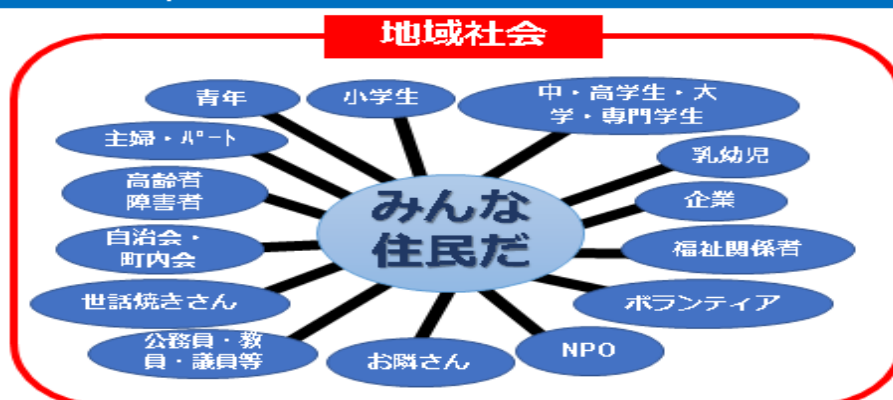 地域社会
青年
小学生
中・高学生・大
学・専門学生
主婦・ﾊﾟｰﾄ
乳幼児
高齢者
障害者
企業
みんな
住民だ
自治会・
町内会
福祉関係者
世話焼きさん
ボランティア
公務員・教
員・議員等
お隣さん
NPO